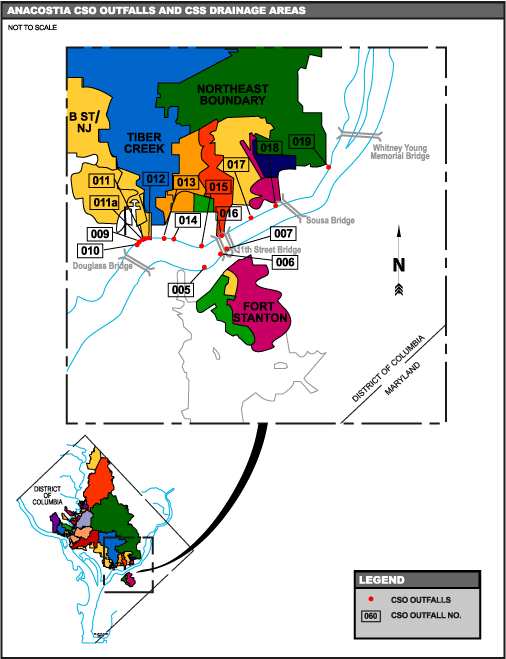 ANACOSTIA CSO OUTFALLS AND CSS DRAINAGE AREAS
NOT TO SCALE
NORTHEAST
BOUNDARY
B ST/
NJ
TIBER
CREEK
019
018
Whitney Young
Memorial Bridge
017
011
012
013
015
011a
016
014
Sousa Bridge
009
007
010
11th Street Bridge
006
Douglass Bridge
005
N
FORT
STANTON
DISTRICT OF COLUMBIA
MARYLAND
DISTRICT
OF
COLUMBIA
LEGEND
CSO OUTFALLS
060
CSO OUTFALL NO.